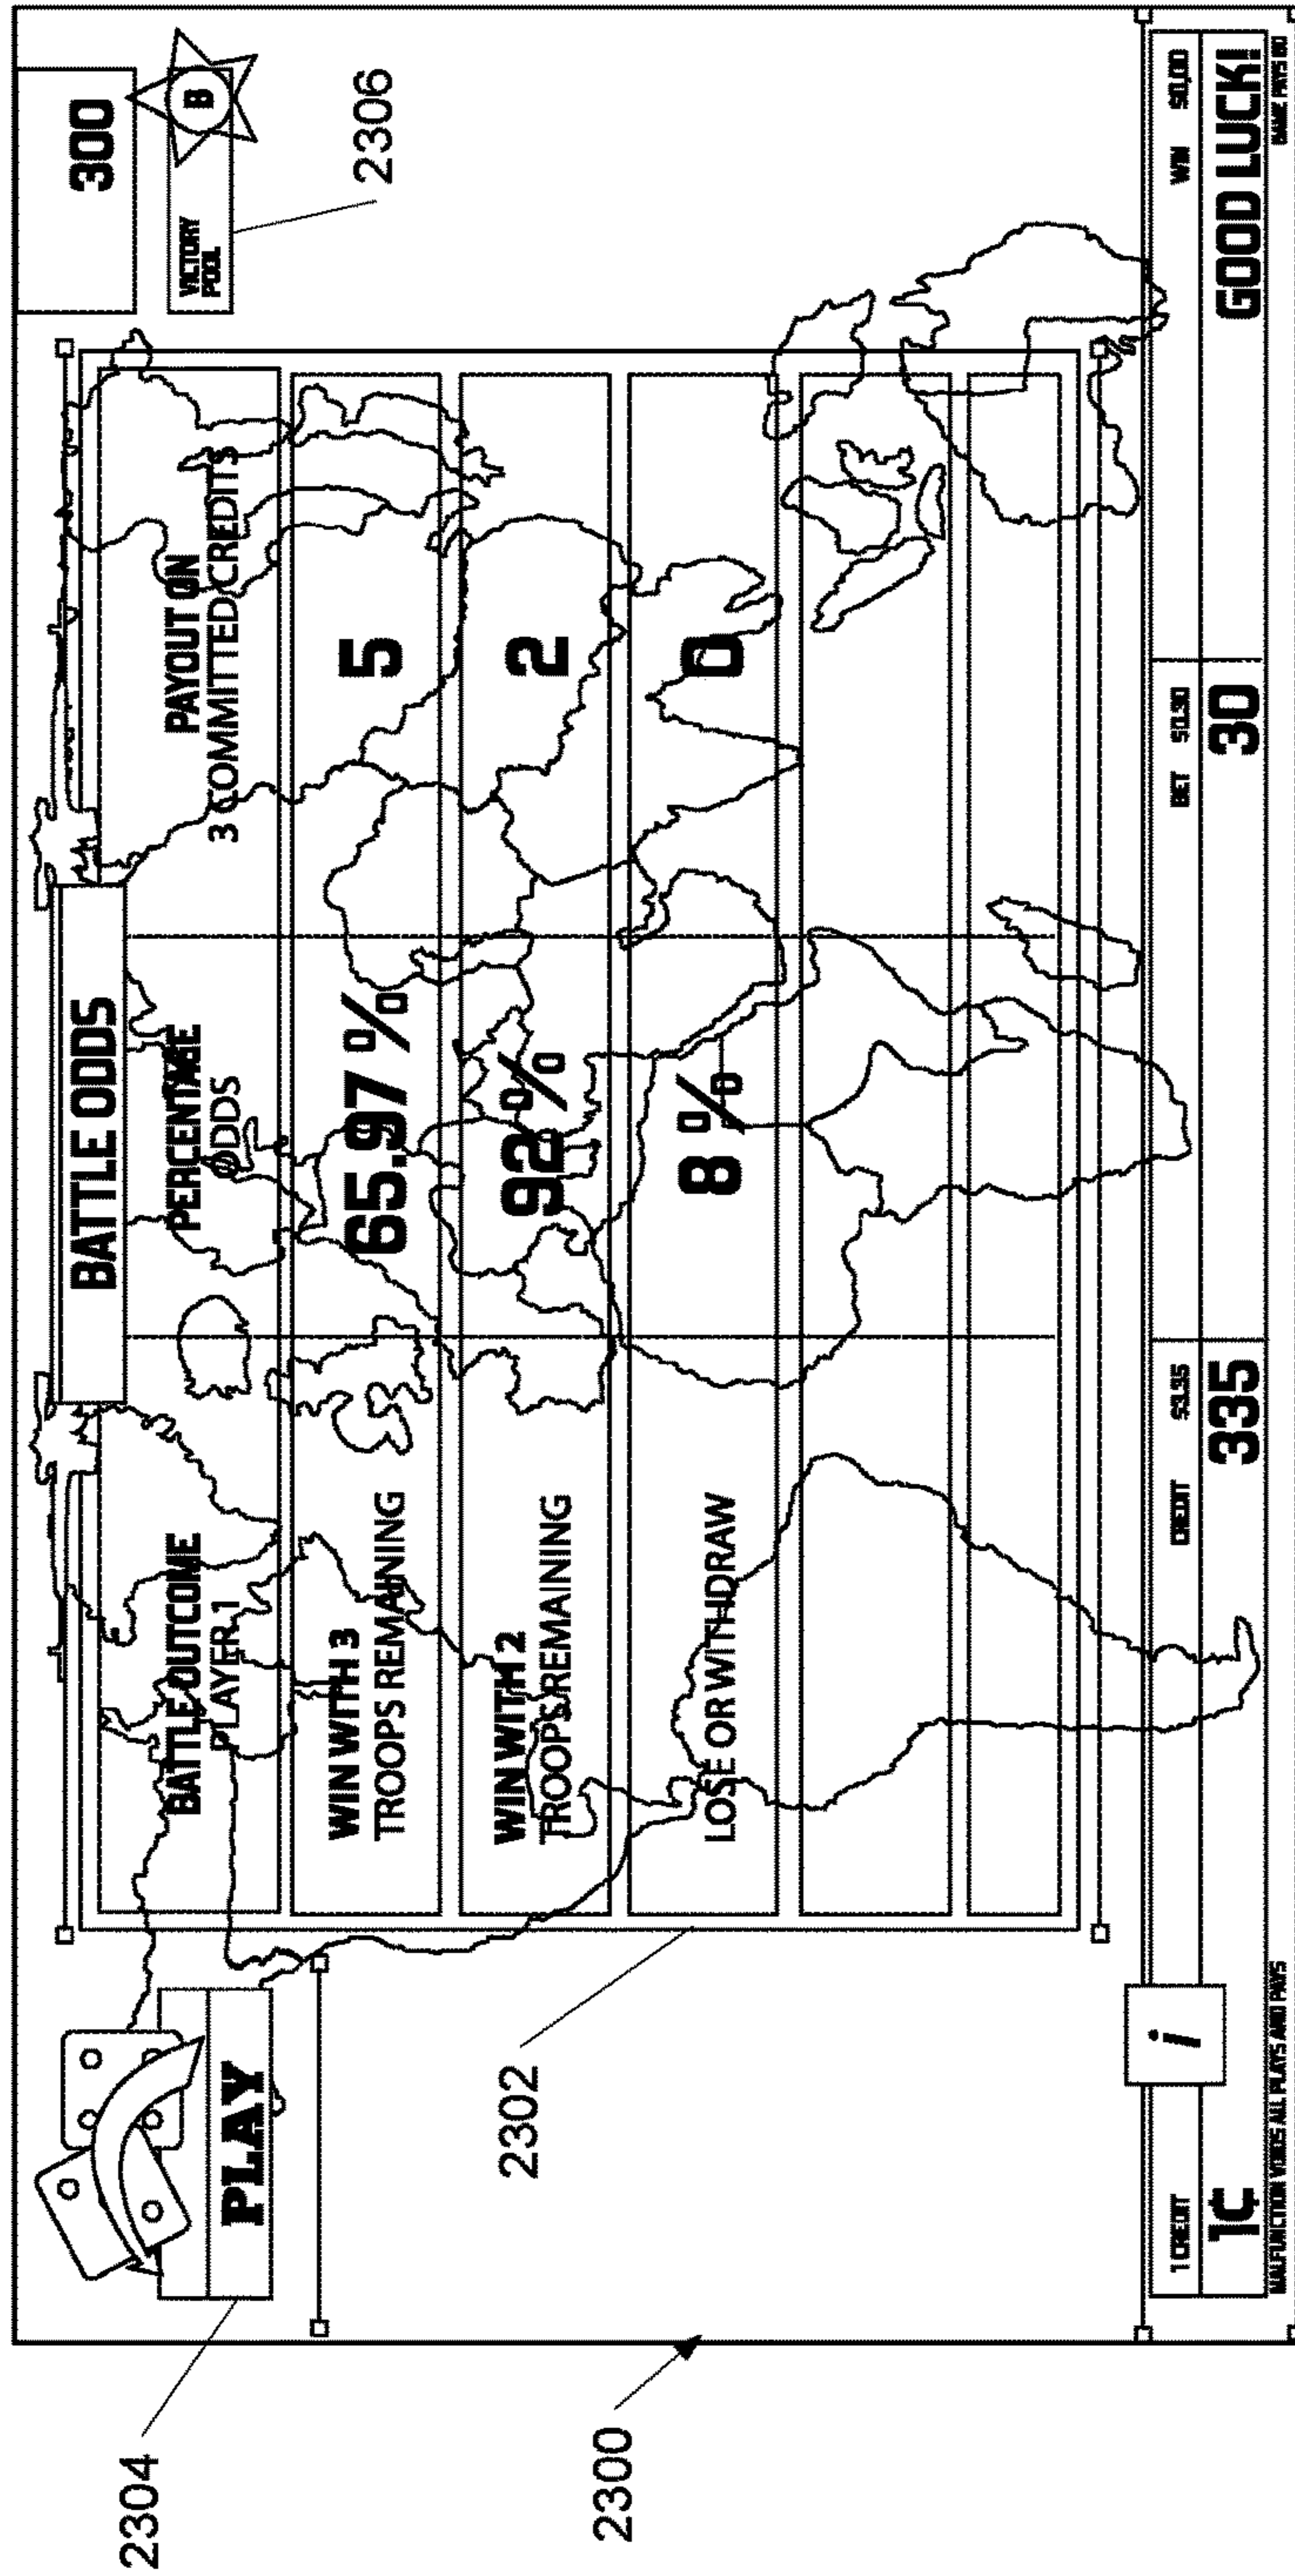 2304
PLAY
BATTLE ODDS
300
VICTORY
POOL
B
2306
BATTLE OUTCOME
PLAYER 1
PERCENTAGE
ODDS
PAYOUT ON
3 COMMITTED CREDITS
WIN WITH 3
TROOPS REMAINING
65.97 %
5
WIN WITH 2
TROOPS REMAINING
92 %
2
LOSE OR WITHDRAW
8 %
0
2302
2300
i
1 CREDIT
CREDIT $3.35
BET $0.30
WIN $0.00
1¢
335
30
GOOD LUCK!
MALFUNCTION VOIDS ALL PLAYS AND PAYS
GAME PAYS